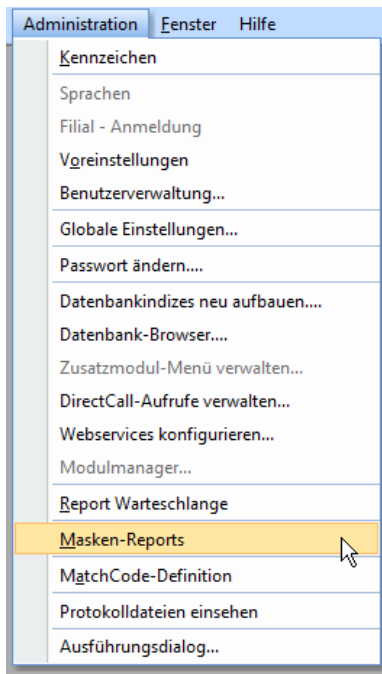 Administration Fenster Hilfe
Kennzeichen
Sprachen
Filial - Anmeldung
Voreinstellungen
Benutzerverwaltung...
Globale Einstellungen...
Passwort ändern....
Datenbankindizes neu aufbauen....
Datenbank-Browser....
Zusatzmodul-Menü verwalten...
DirectCall-Aufrufe verwalten...
Webservices konfigurieren...
Modulmanager...
Report Warteschlange
Masken-Reports
MatchCode-Definition
Protokolldateien einsehen
Ausführungsdialog...